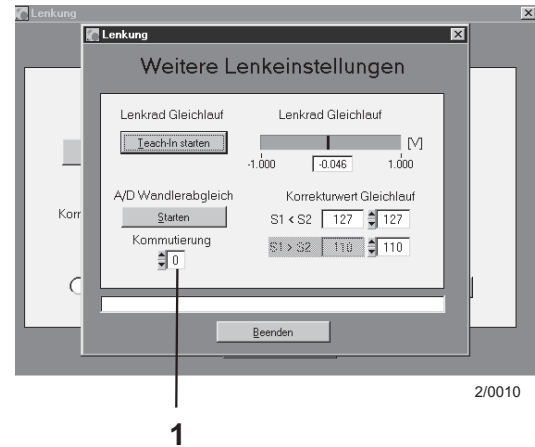 Lenkung
Lenkung
Weitere Lenkeinstellungen
Lenkrad Gleichlauf
Teach-In starten
Lenkrad Gleichlauf
[V]
-1.000 -0.046 1.000
A/D Wandlerabgleich
Starten
Kommutierung
0
Korrekturwert Gleichlauf
S1 < S2 127 127
S1 > S2 110 110
Korr
Beenden
2/0010
1